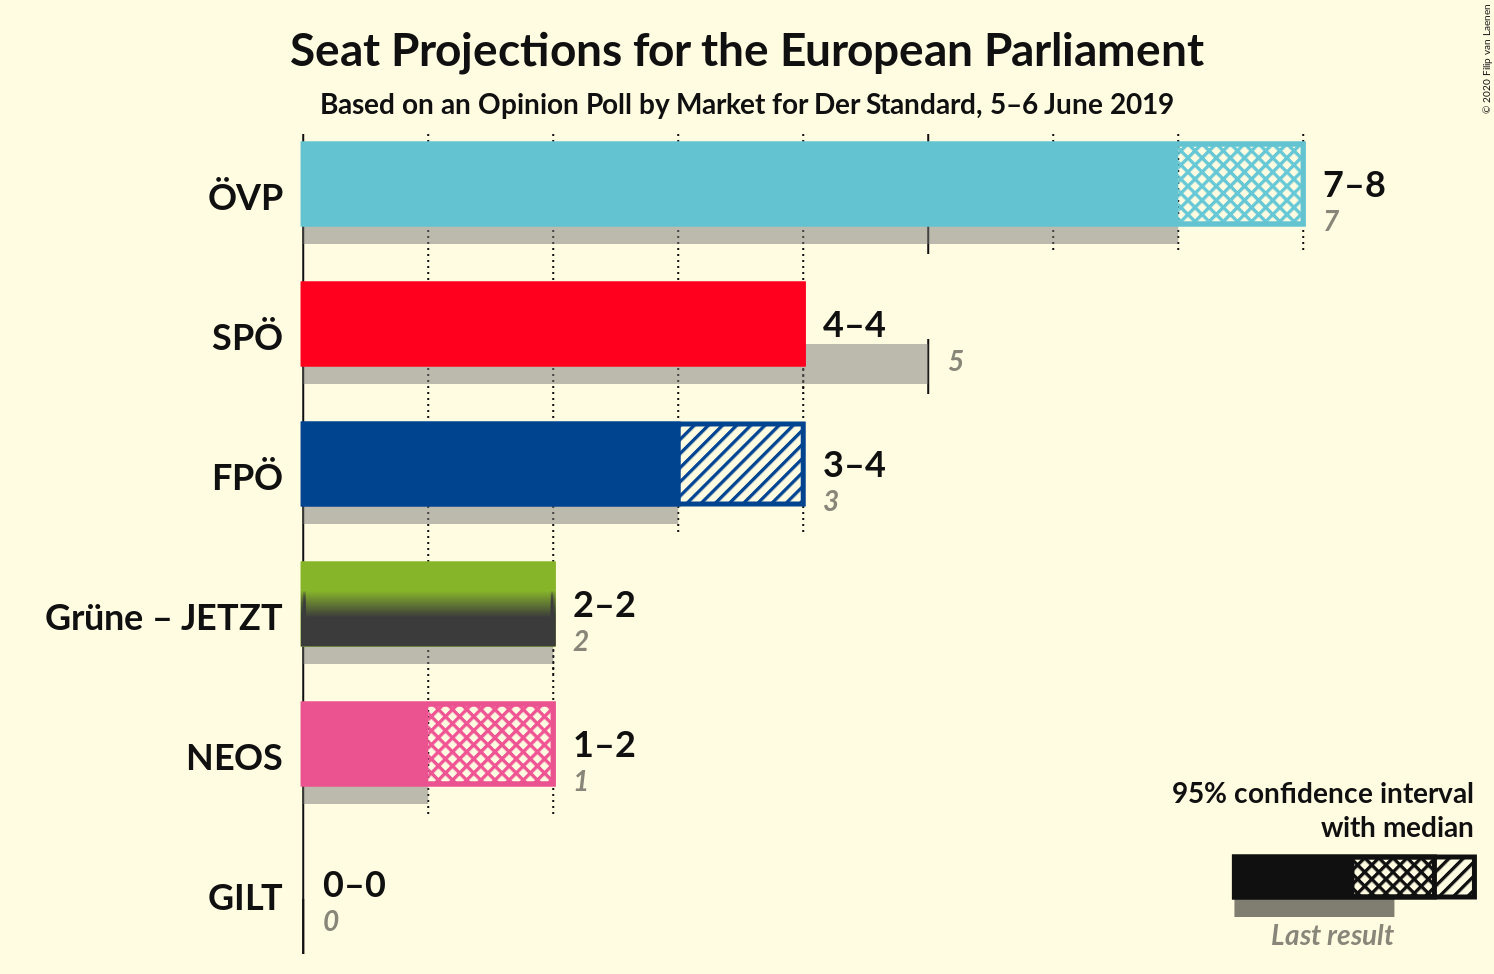 Seat Projections for the European Parliament
Based on an Opinion Poll by Market for Der Standard, 5–6 June 2019
© 2020 Filip van Laenen
ÖVP
7–8
7
SPÖ
4–4
5
FPÖ
3–4
3
Grüne – JETZT
2–2
2
NEOS
1–2
1
GILT
0–0
0
95% confidence interval
with median
Last result